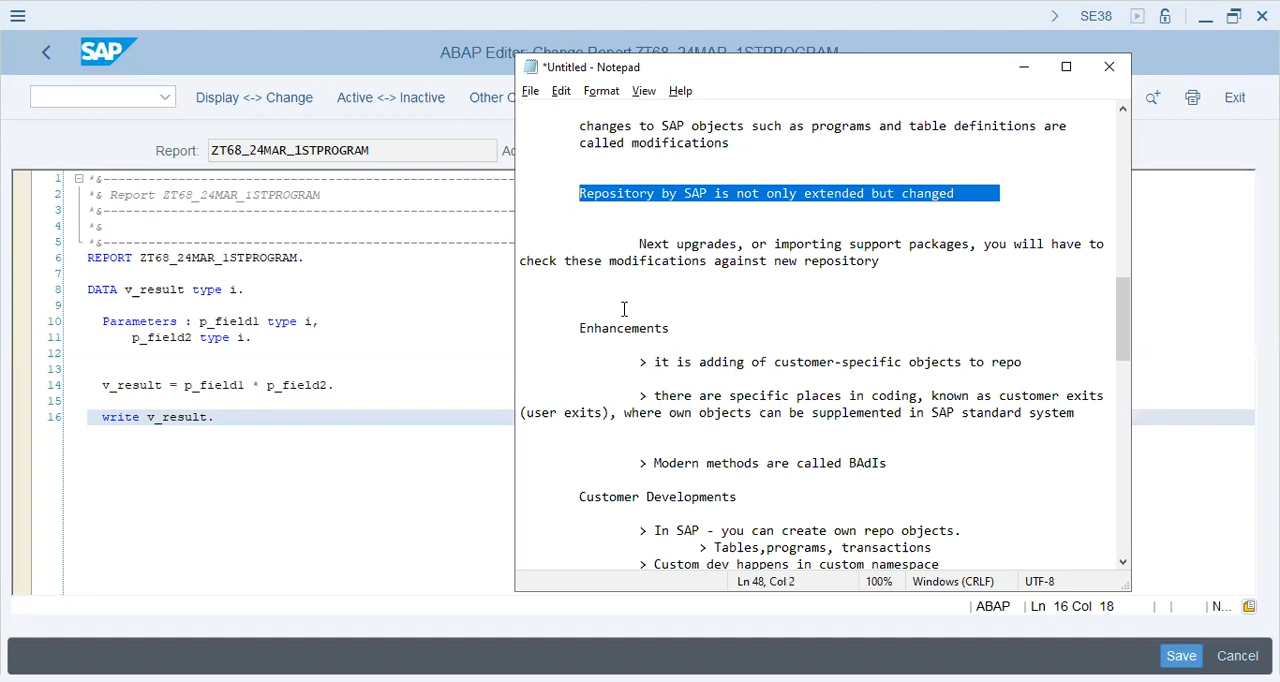 SE38
SAP
ABAP Editor: Change Report ZT68_24MAR_1STPROGRAM
Display <-> Change
Active <-> Inactive
Other O
Exit
Report:
ZT68_24MAR_1STPROGRAM
1 *&---------------------------------------------------------
2 *& Report ZT68_24MAR_1STPROGRAM
3 *&---------------------------------------------------------
4 *&
5 *&---------------------------------------------------------
6 REPORT ZT68_24MAR_1STPROGRAM.
7
8 DATA v_result type i.
9
10 Parameters : p_field1 type i,
11 p_field2 type i.
12
13
14 v_result = p_field1 * p_field2.
15
16 write v_result.
*Untitled - Notepad
File Edit Format View Help
changes to SAP objects such as programs and table definitions are
called modifications
Repository by SAP is not only extended but changed
Next upgrades, or importing support packages, you will have to
check these modifications against new repository
Enhancements
> it is adding of customer-specific objects to repo
> there are specific places in coding, known as customer exits
(user exits), where own objects can be supplemented in SAP standard system
> Modern methods are called BAdIs
Customer Developments
> In SAP - you can create own repo objects.
> Tables,programs, transactions
> Custom dev happens in custom namespace
Ln 48, Col 2
100%
Windows (CRLF)
UTF-8
ABAP
Ln 16 Col 18
N...
Save
Cancel